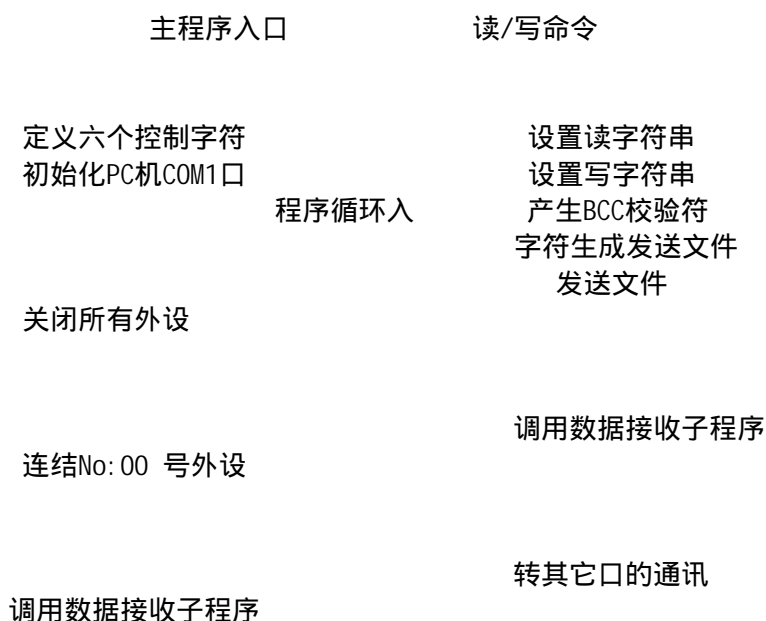 主程序入口 读/写命令
定义六个控制字符 设置读字符串
初始化PC机COM1口 设置写字符串
程序循环入 产生BCC校验符
字符生成发送文件
发送文件
关闭所有外设
调用数据接收子程序
连结No:00 号外设
转其它口的通讯
调用数据接收子程序